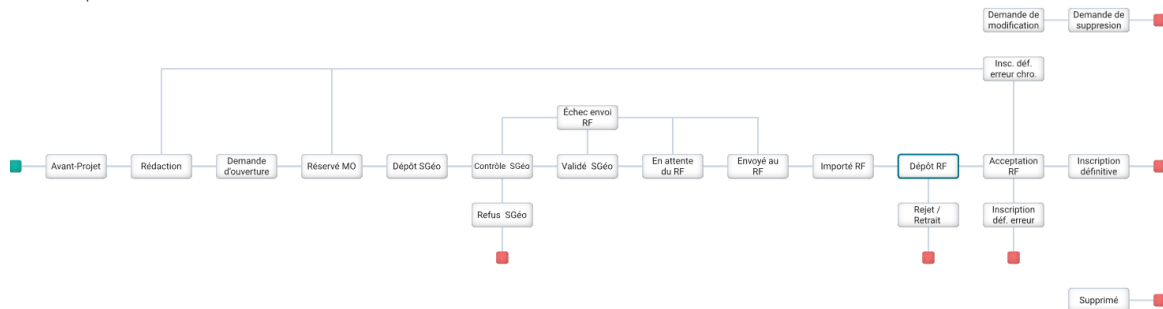 Demande de
modification
Demande de
suppresion
Insc. déf.
erreur chro.
Échec envoi
RF
Avant-Projet
Rédaction
Demande
d'ouverture
Réservé MO
Dépôt SGéo
Contrôle SGéo
Validé SGéo
En attente
du RF
Envoyé au
RF
Importé RF
Dépôt RF
Acceptation
RF
Inscription
définitive
Refus SGéo
Rejet /
Retrait
Inscription
déf. erreur
Supprimé